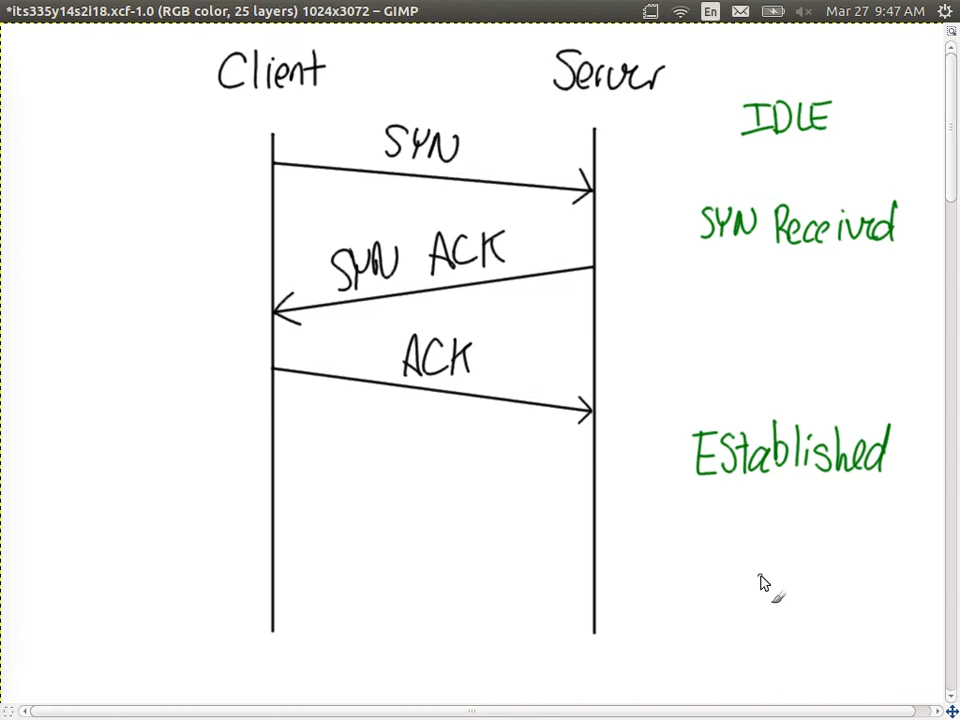 *its335y14s2i18.xcf-1.0 (RGB color, 25 layers) 1024x3072 – GIMP
En
Mar 27 9:47 AM
Client
Server
IDLE
SYN
SYN Received
SYN ACK
ACK
Established